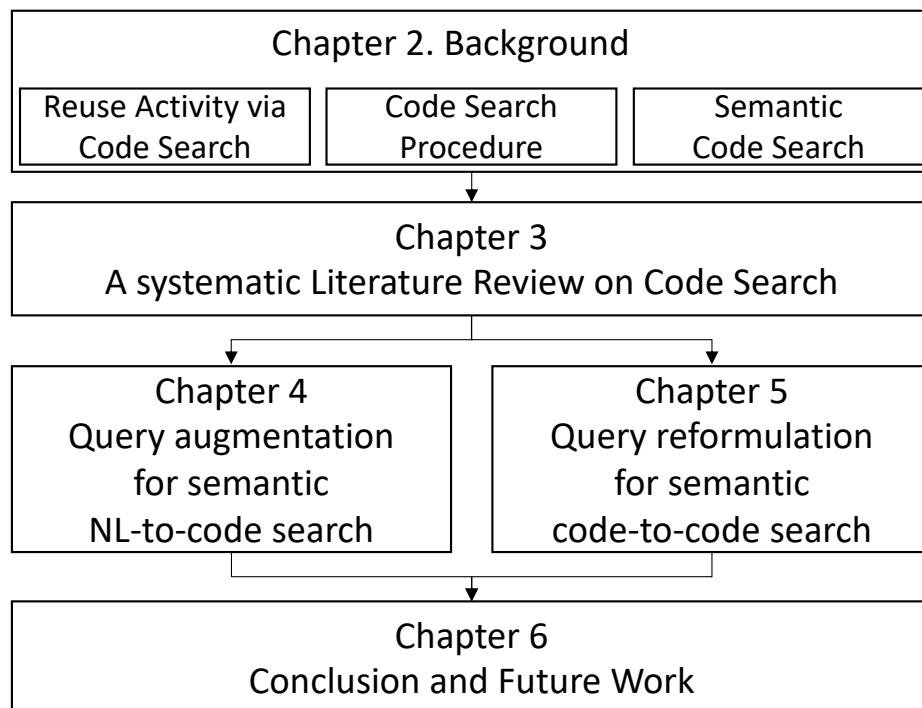 Chapter 2. Background
Reuse Activity via
Code Search
Code Search
Procedure
Semantic
Code Search
Chapter 3
A systematic Literature Review on Code Search
Chapter 4
Query augmentation
for semantic
NL-to-code search
Chapter 5
Query reformulation
for semantic
code-to-code search
Chapter 6
Conclusion and Future Work